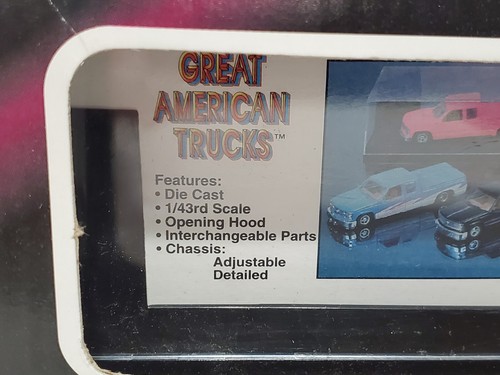 GREAT
AMERICAN
TRUCKS™
Features:
• Die Cast
• 1/43rd Scale
• Opening Hood
• Interchangeable Parts
• Chassis:
Adjustable
Detailed